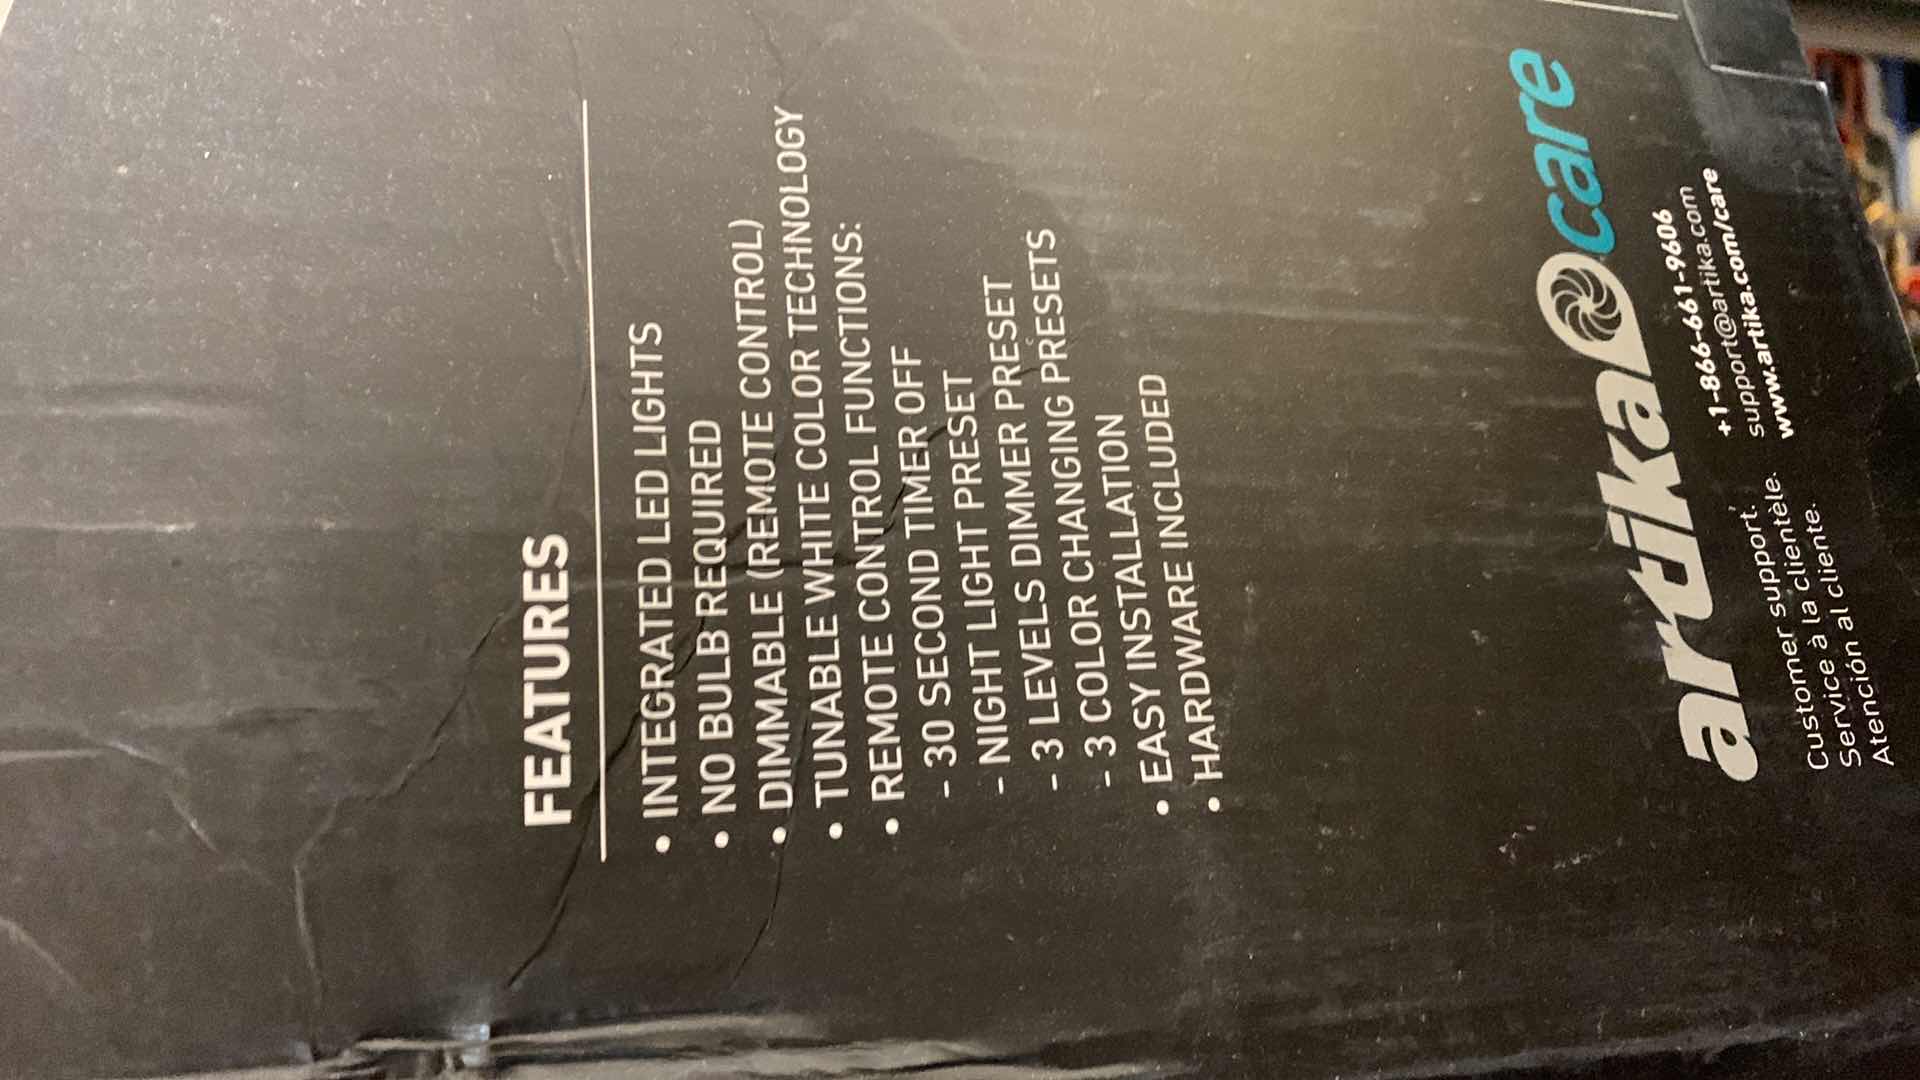 FEATURES
• INTEGRATED LED LIGHTS
• NO BULB REQUIRED
• DIMMABLE (REMOTE CONTROL)
• TUNABLE WHITE COLOR TECHNOLOGY
• REMOTE CONTROL FUNCTIONS:
- 30 SECOND TIMER OFF
- NIGHT LIGHT PRESET
- 3 LEVELS DIMMER PRESET
- 3 COLOR CHANGING PRESETS
• EASY INSTALLATION
• HARDWARE INCLUDED
artika care
Customer support.
Service à la clientèle.
Atención al cliente.
+1-866-661-9606
support@artika.com
www.artika.com/care